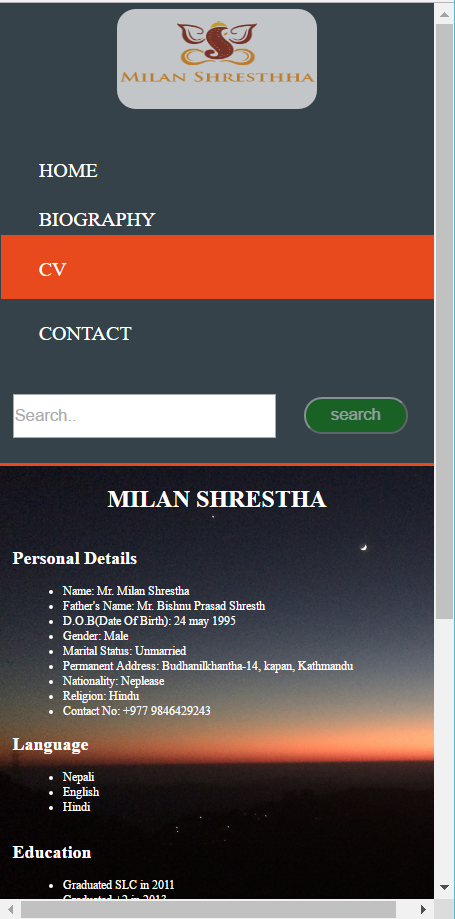 MILAN SHRESTHHA
HOME
BIOGRAPHY
CV
CONTACT
Search..
search
MILAN SHRESTHA
Personal Details
Name: Mr. Milan Shrestha
Father's Name: Mr. Bishnu Prasad Shresth
D.O.B(Date Of Birth): 24 may 1995
Gender: Male
Marital Status: Unmarried
Permanent Address: Budhanilkhantha-14, kapan, Kathmandu
Nationality: Neplease
Religion: Hindu
Contact No: +977 9846429243
Language
Nepali
English
Hindi
Education
Graduated SLC in 2011
Graduated +2 in 2013